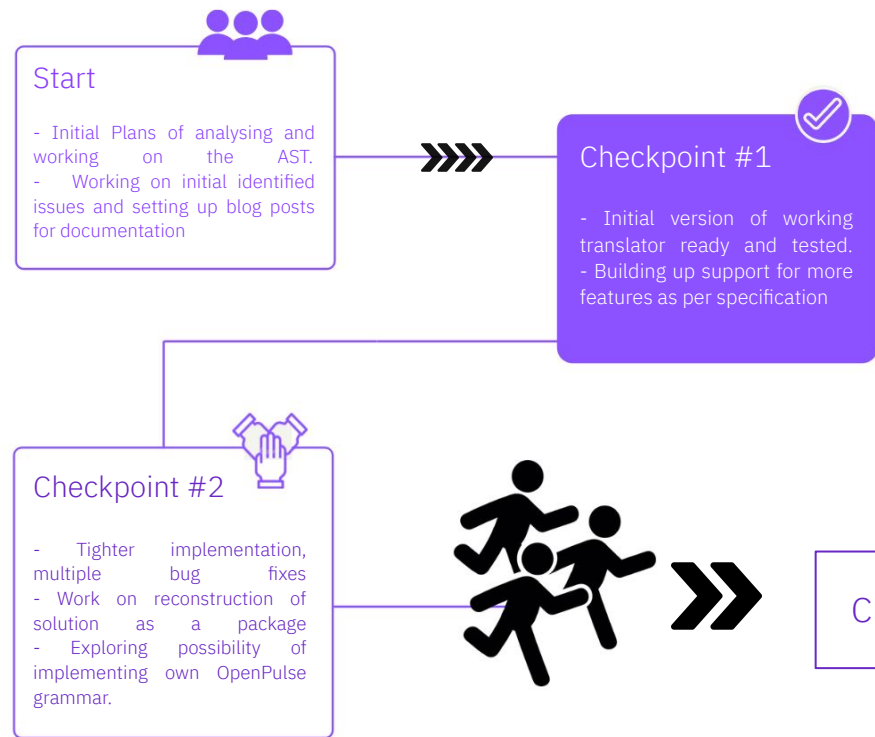 Start
- Initial Plans of analysing and
working on the AST.
- Working on initial identified
issues and setting up blog posts
for documentation
Checkpoint #1
- Initial version of working
translator ready and tested.
- Building up support for more
features as per specification
Checkpoint #2
- Tighter implementation,
multiple bug fixes
- Work on reconstruction of
solution as a package
- Exploring possibility of
implementing own OpenPulse
grammar.
C